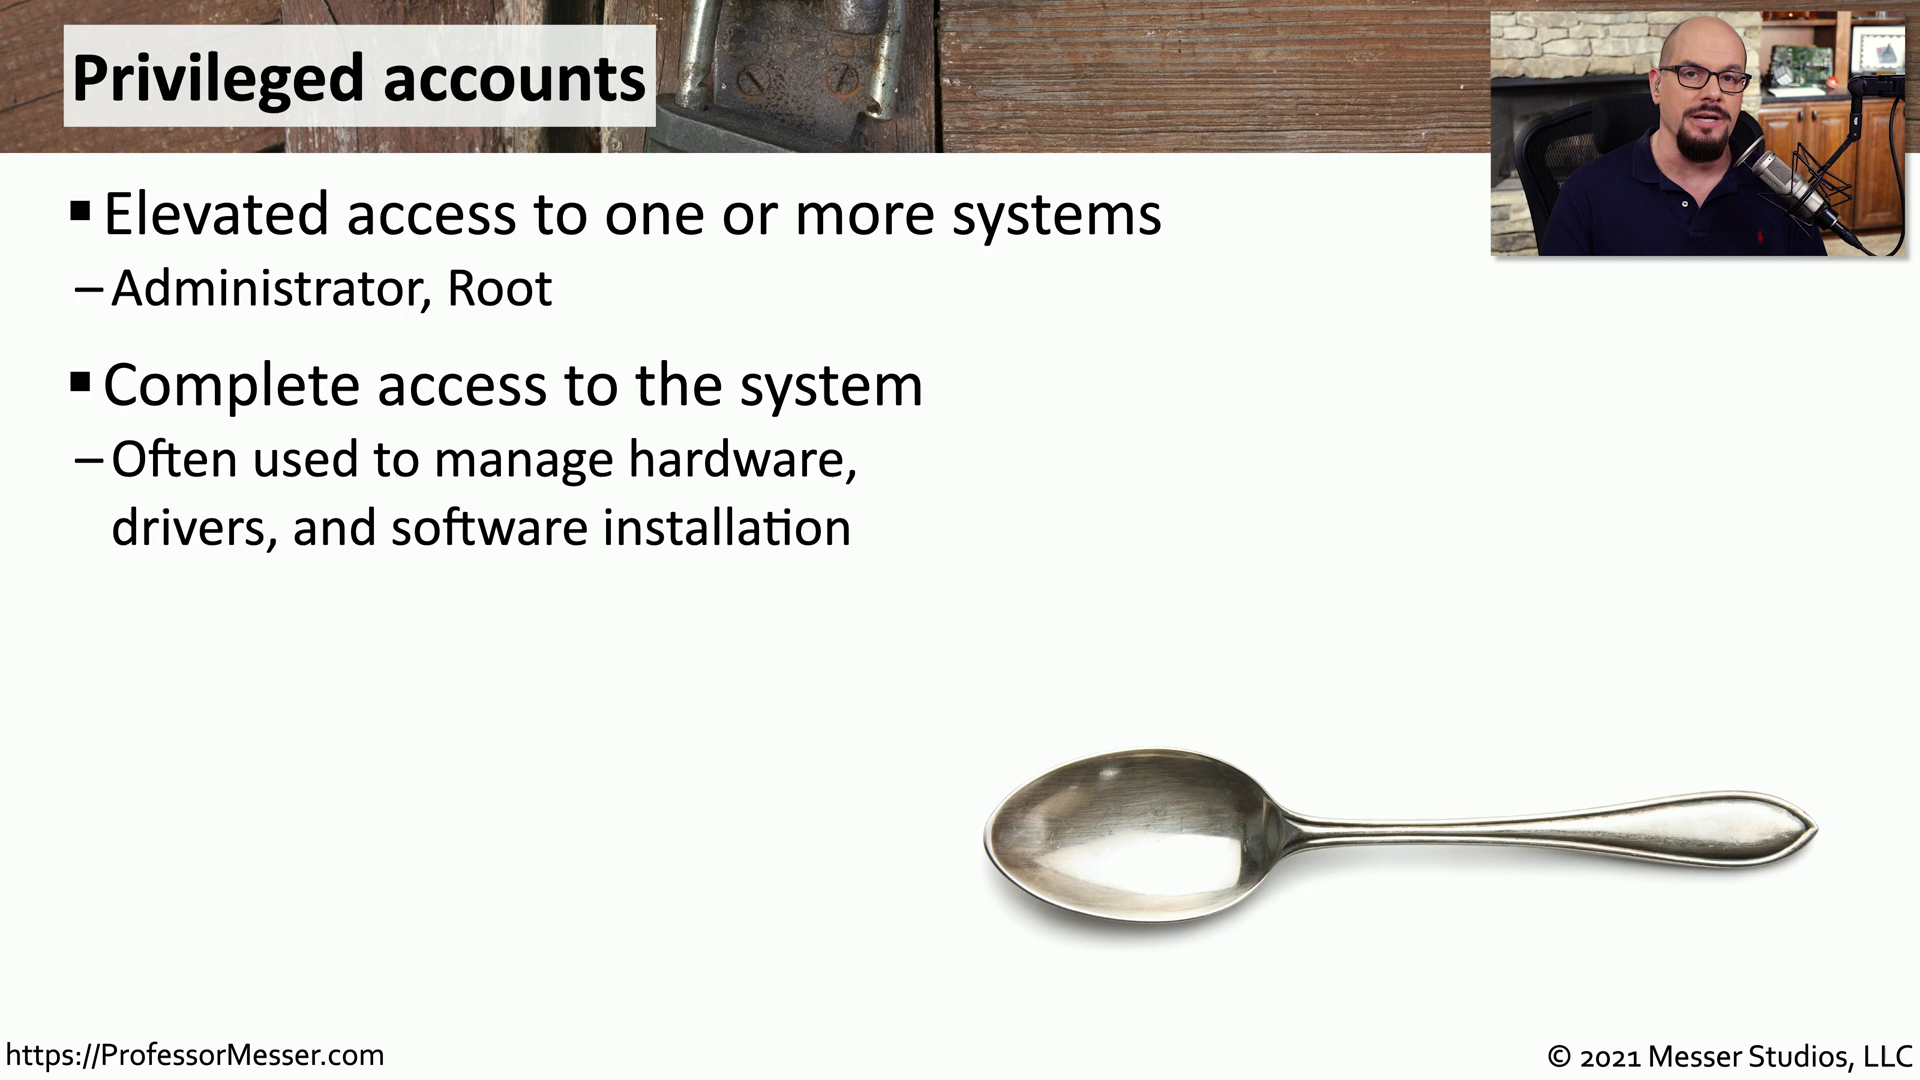 Privileged accounts
▪ Elevated access to one or more systems
– Administrator, Root
▪ Complete access to the system
– Often used to manage hardware,
drivers, and software installation
https://ProfessorMesser.com
© 2021 Messer Studios, LLC